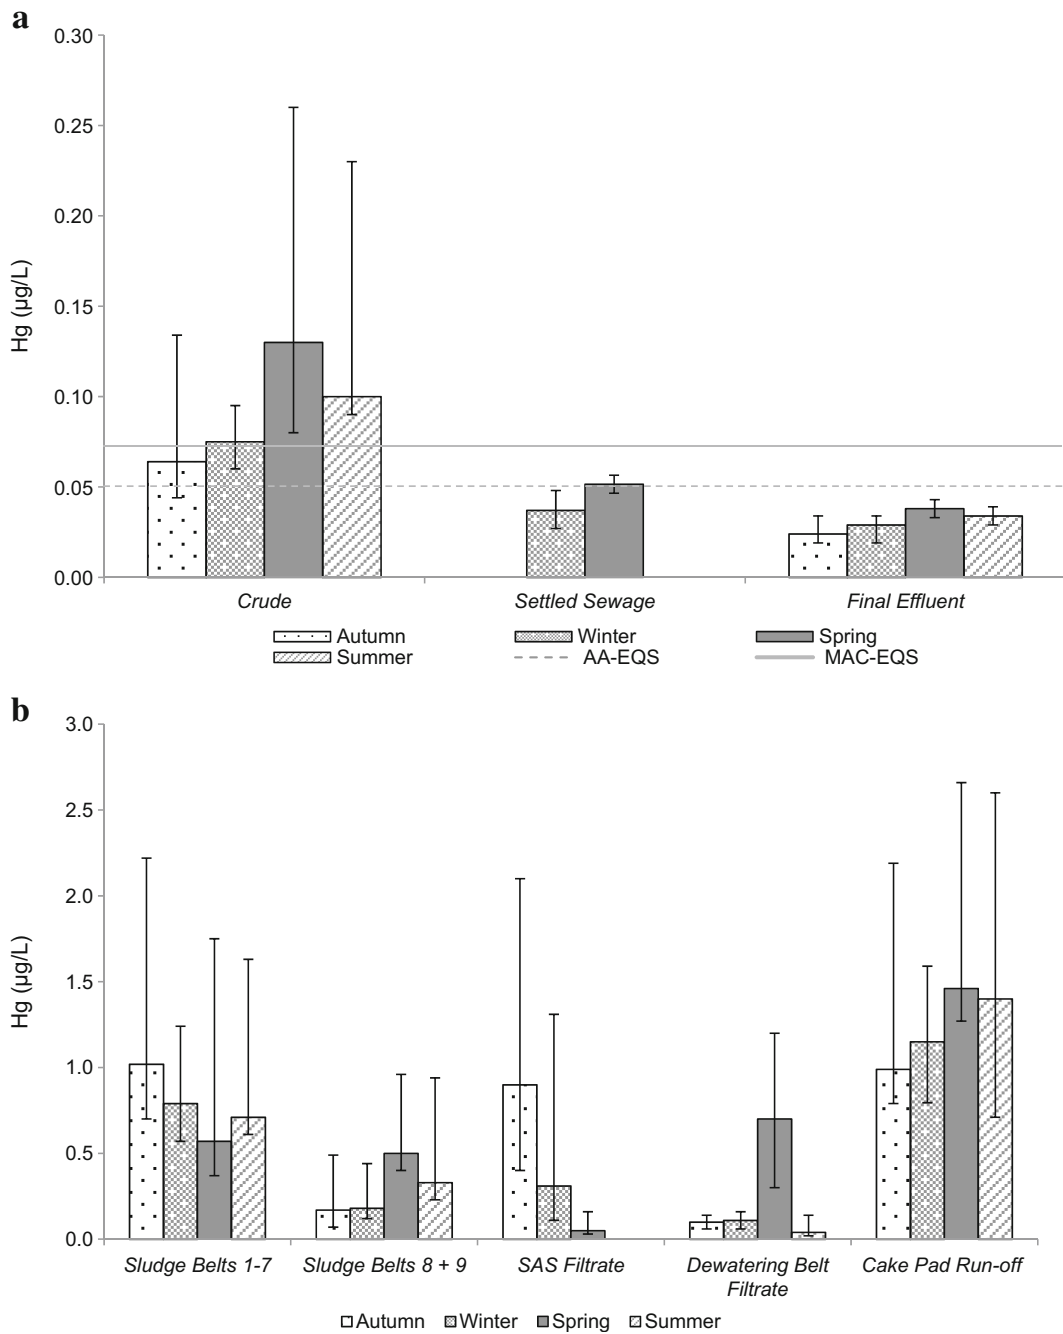 a
0.30
0.25
0.20
0.15
0.10
0.05
0.00
Hg (µg/L)
Crude Settled Sewage Final Effluent
Autumn Winter Spring
Summer AA-EQS MAC-EQS
b
3.0
2.5
2.0
1.5
1.0
0.5
0.0
Hg (µg/L)
Sludge Belts 1-7 Sludge Belts 8 + 9 SAS Filtrate Dewatering Belt Cake Pad Run-off
Filtrate
Autumn Winter Spring Summer